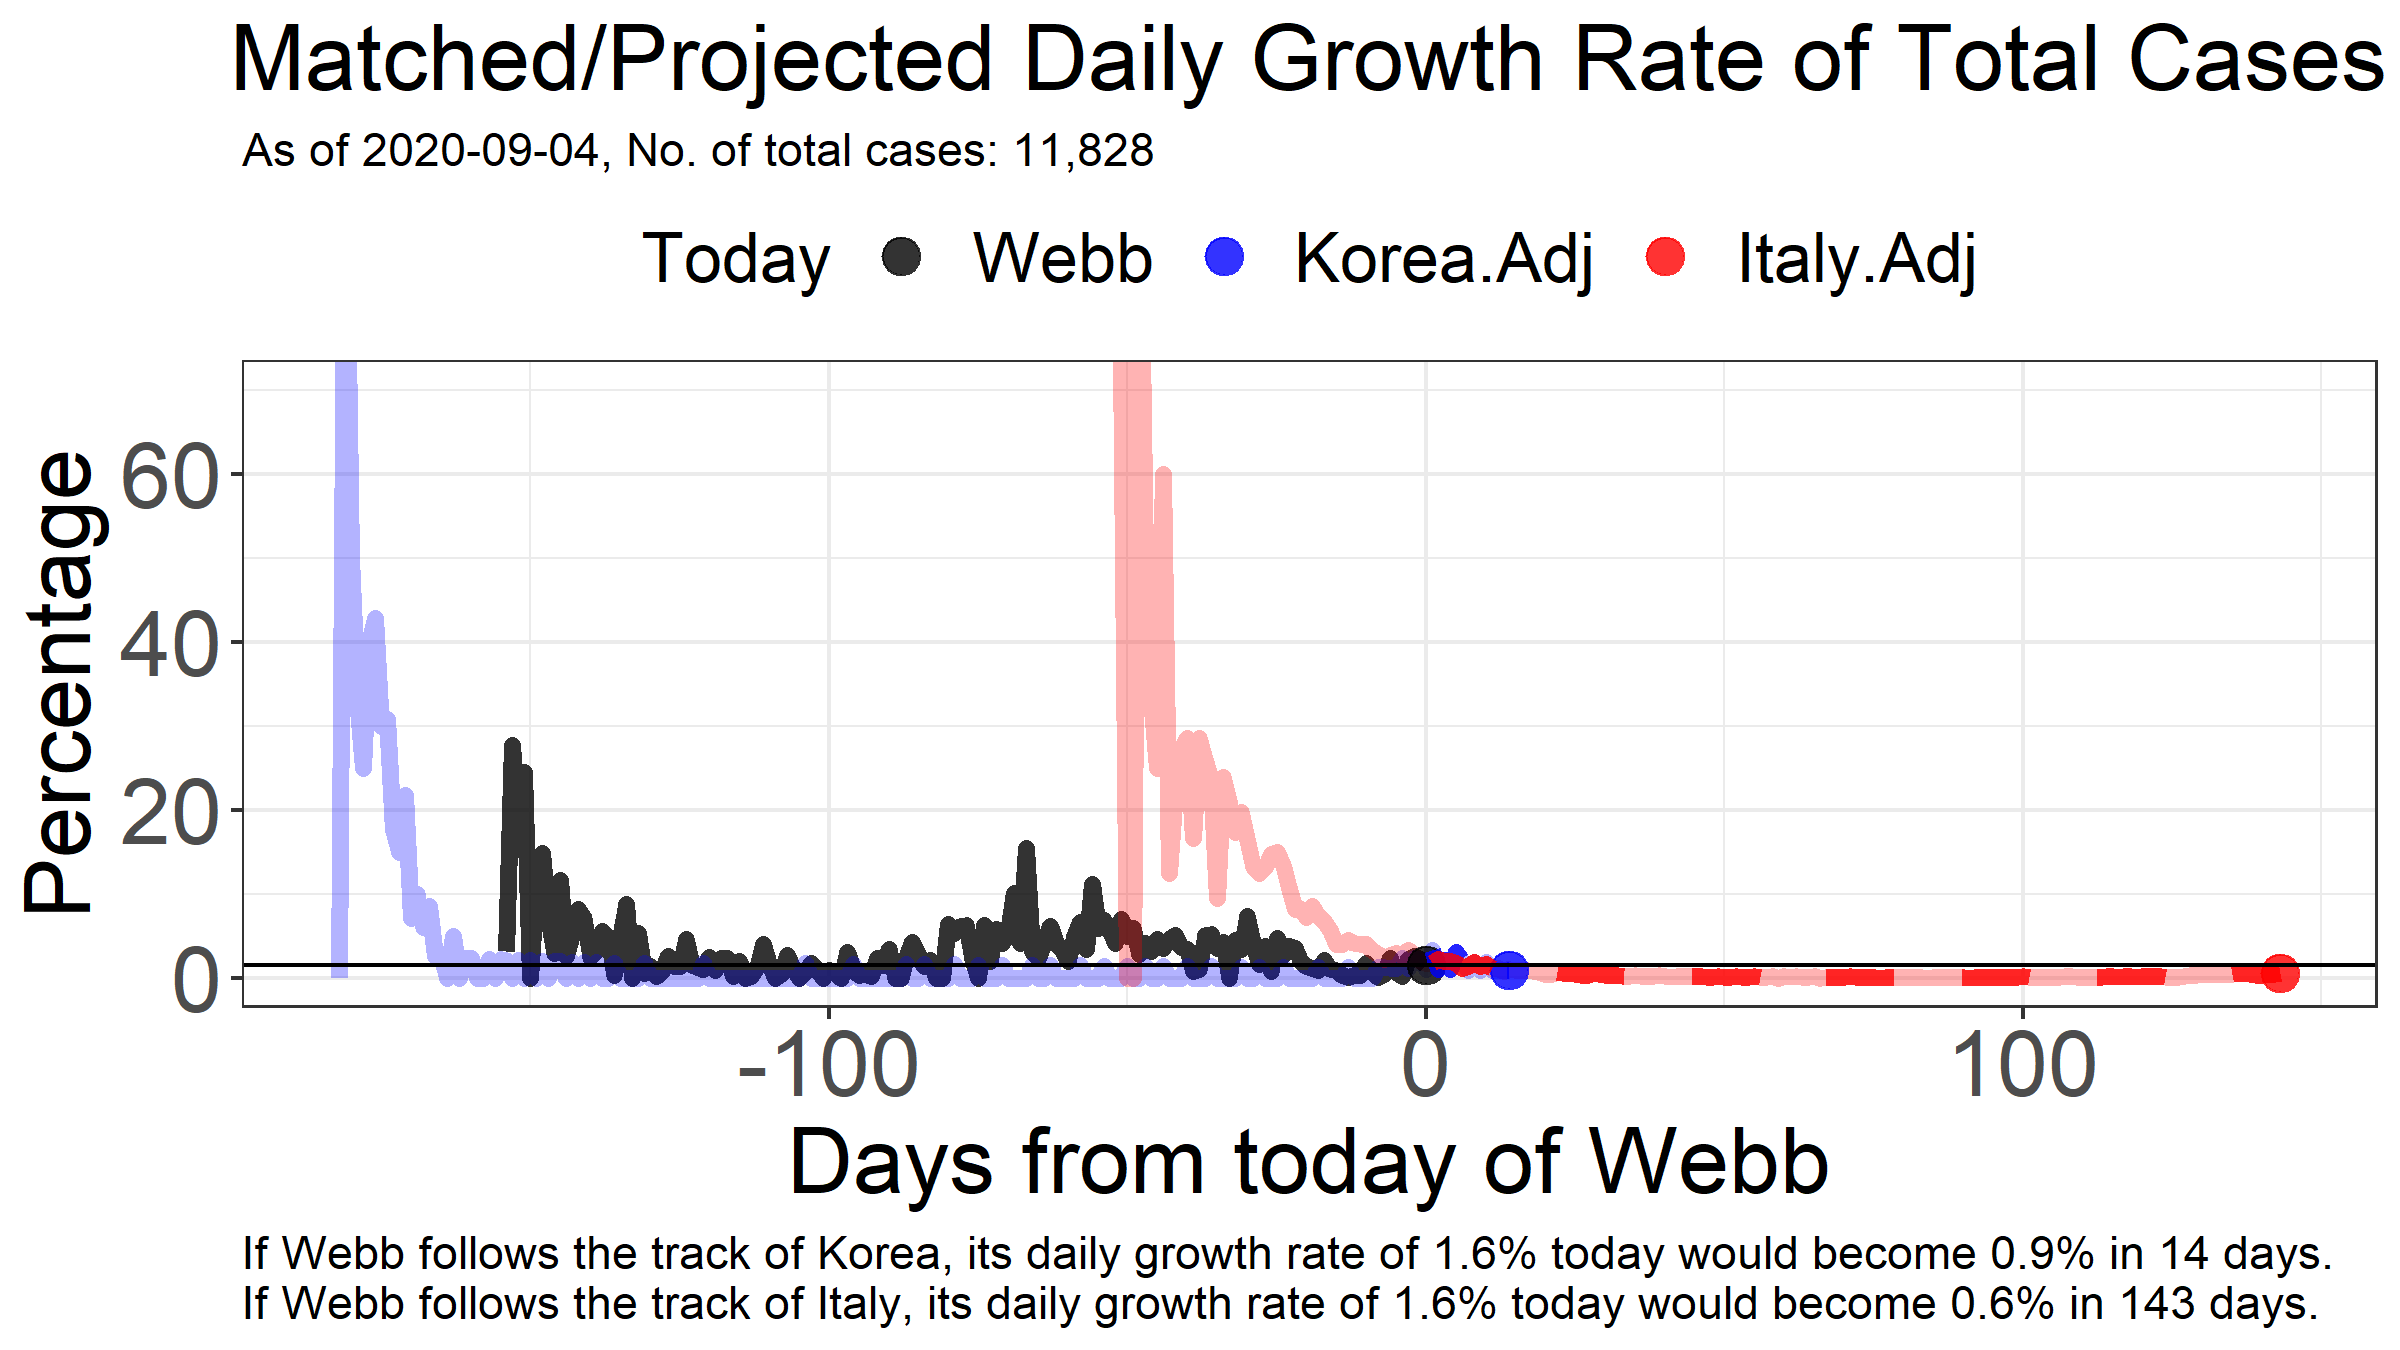 Matched/Projected Daily Growth Rate of Total Cases
As of 2020-09-04, No. of total cases: 11,828
Today Webb Korea.Adj Italy.Adj
Percentage
60
40
20
0
-100 0 100
Days from today of Webb
If Webb follows the track of Korea, its daily growth rate of 1.6% today would become 0.9% in 14 days.
If Webb follows the track of Italy, its daily growth rate of 1.6% today would become 0.6% in 143 days.